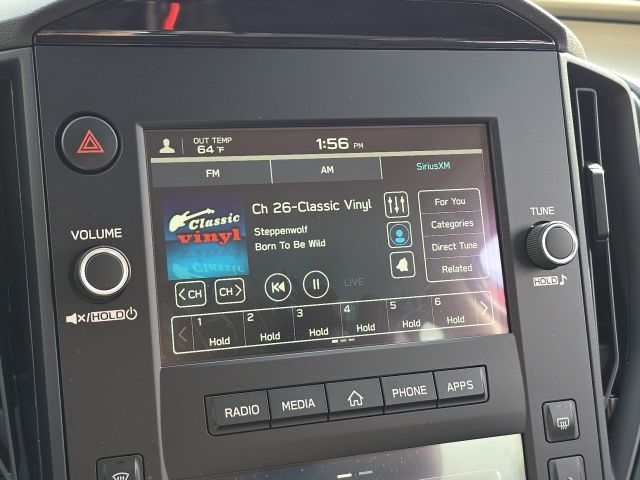 OUT TEMP
64°F
1:56 PM
FM
AM
SiriusXM
Classic
vinyl
Classic
Ch 26-Classic Vinyl
Steppenwolf
Born To Be Wild
For You
Categories
Direct Tune
Related
< CH
CH >
LIVE
1 Hold
2 Hold
3 Hold
4 Hold
5 Hold
6 Hold
VOLUME
HOLD
TUNE
HOLD
RADIO
MEDIA
PHONE
APPS